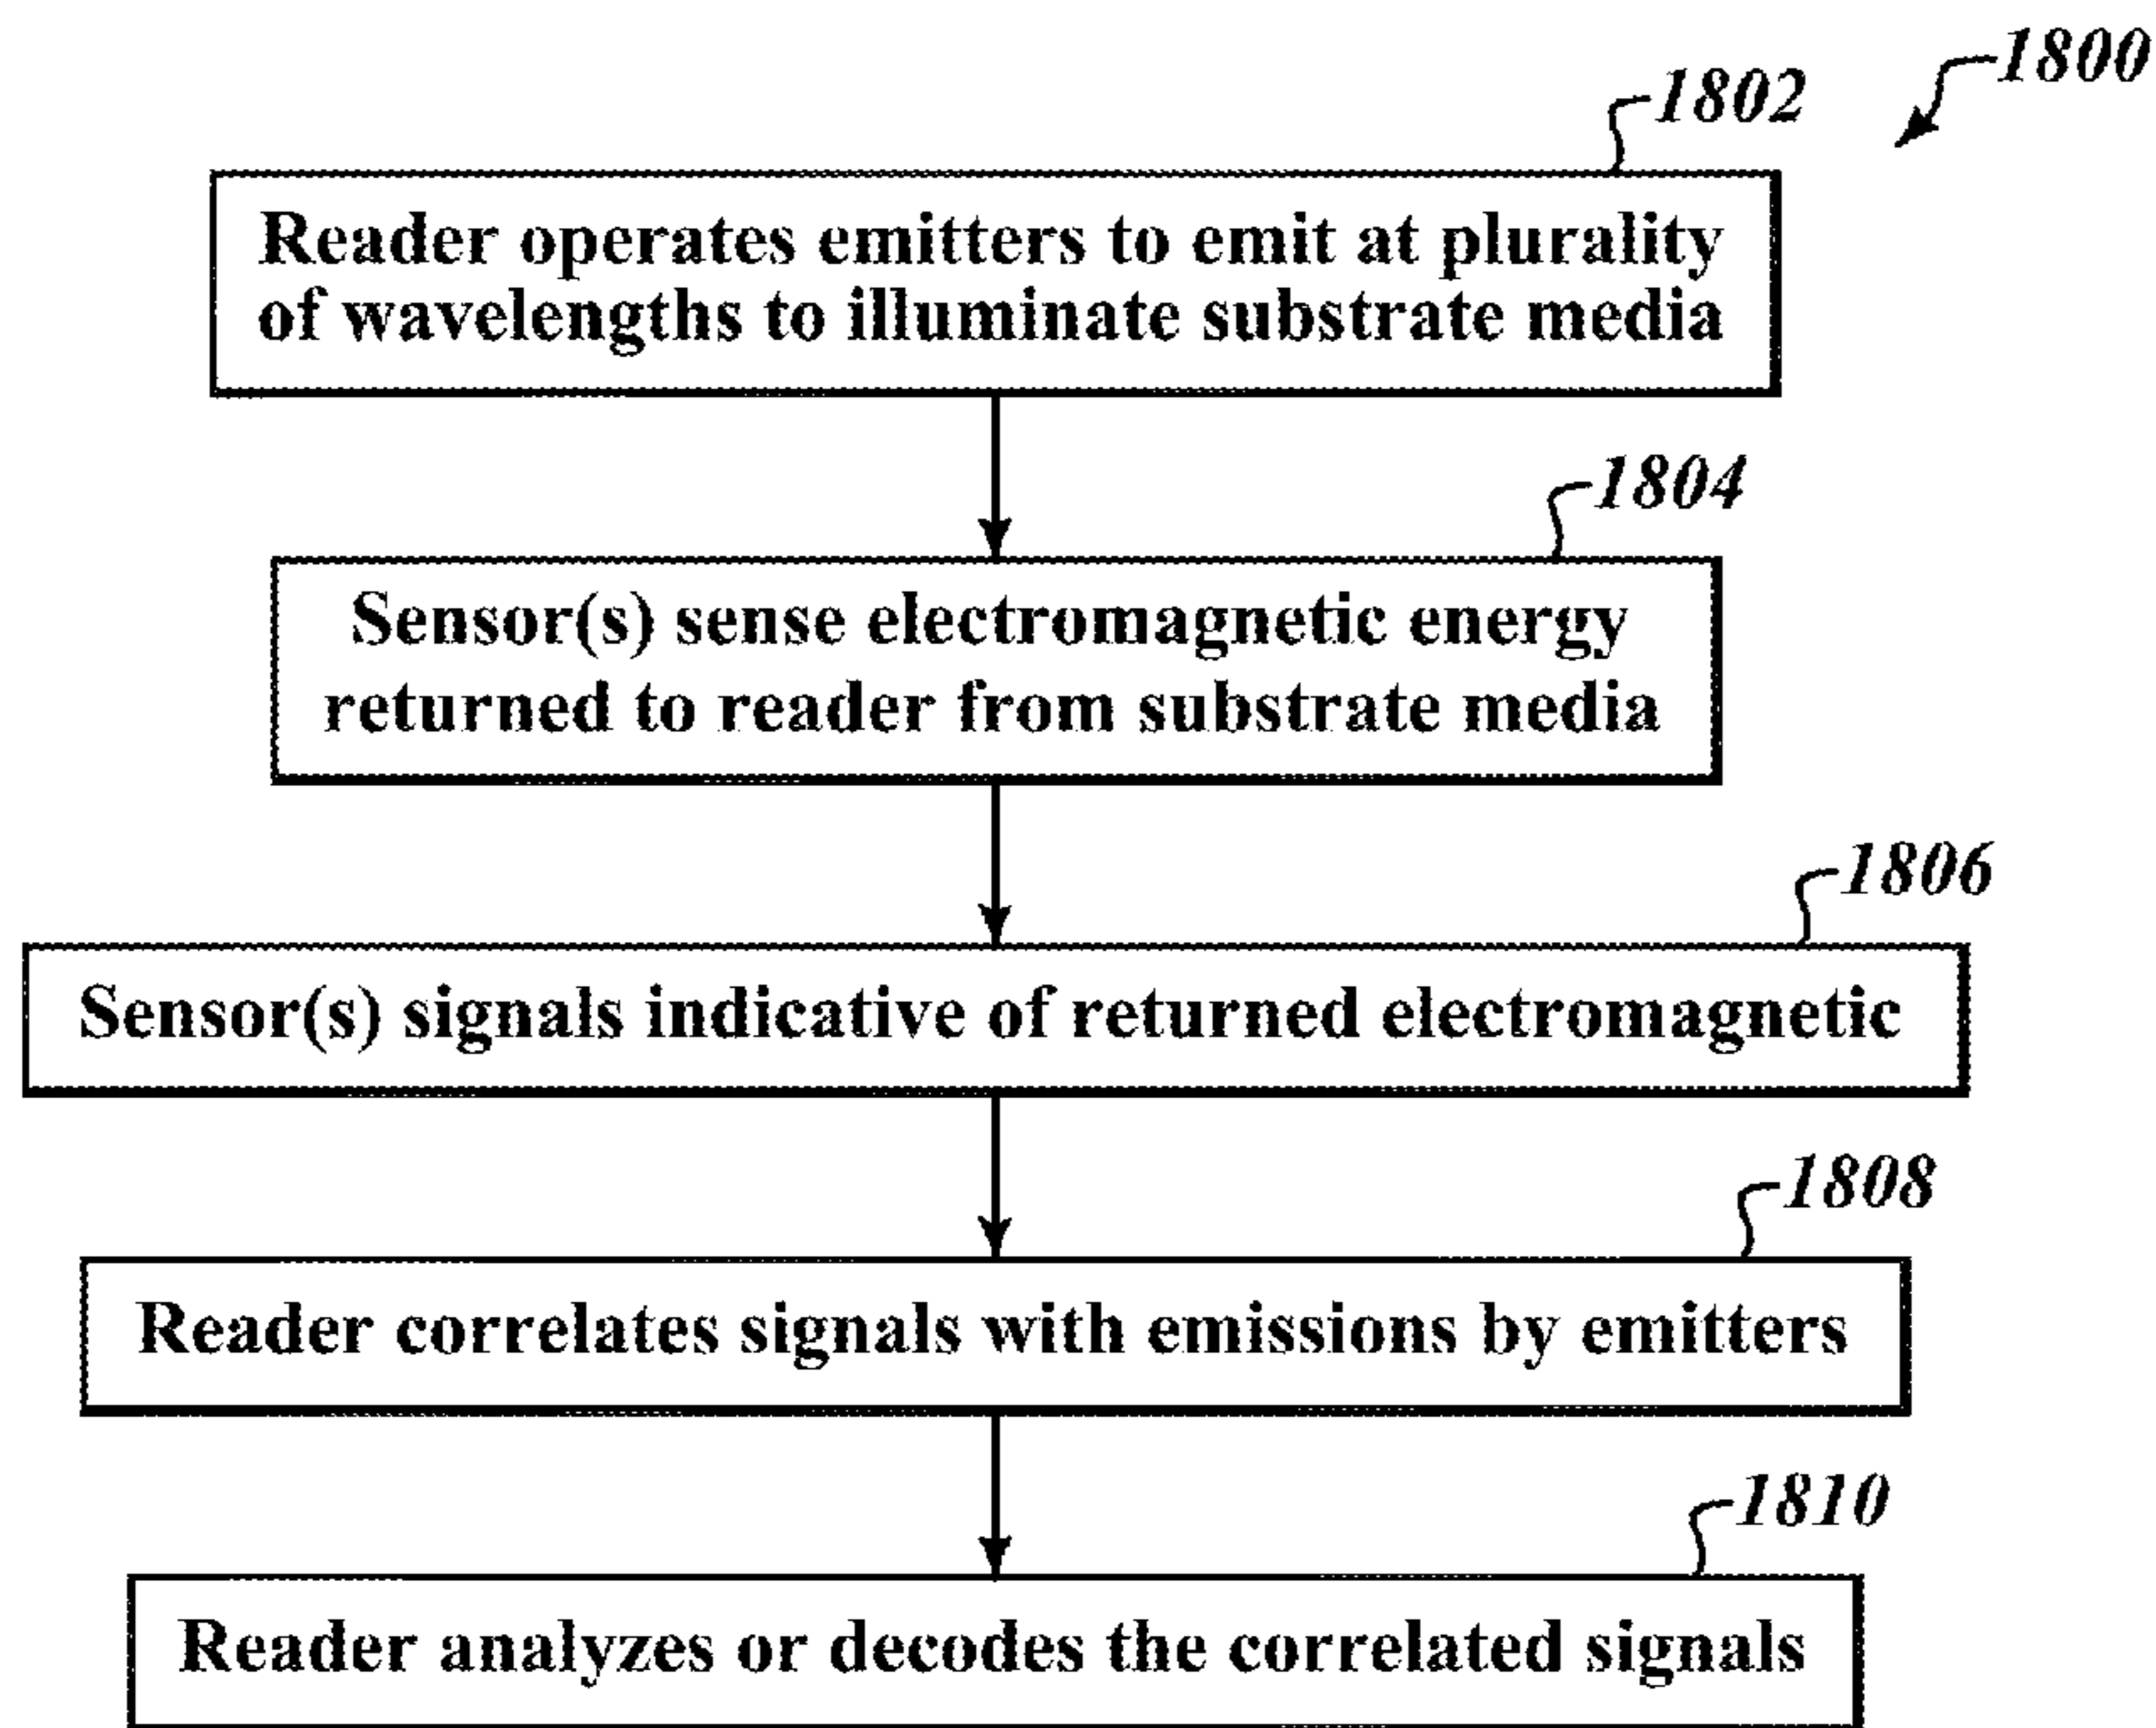 1800
1802
Reader operates emitters to emit at plurality
of wavelengths to illuminate substrate media
1804
Sensor(s) sense electromagnetic energy
returned to reader from substrate media
1806
Sensor(s) signals indicative of returned electromagnetic
1808
Reader correlates signals with emissions by emitters
1810
Reader analyzes or decodes the correlated signals